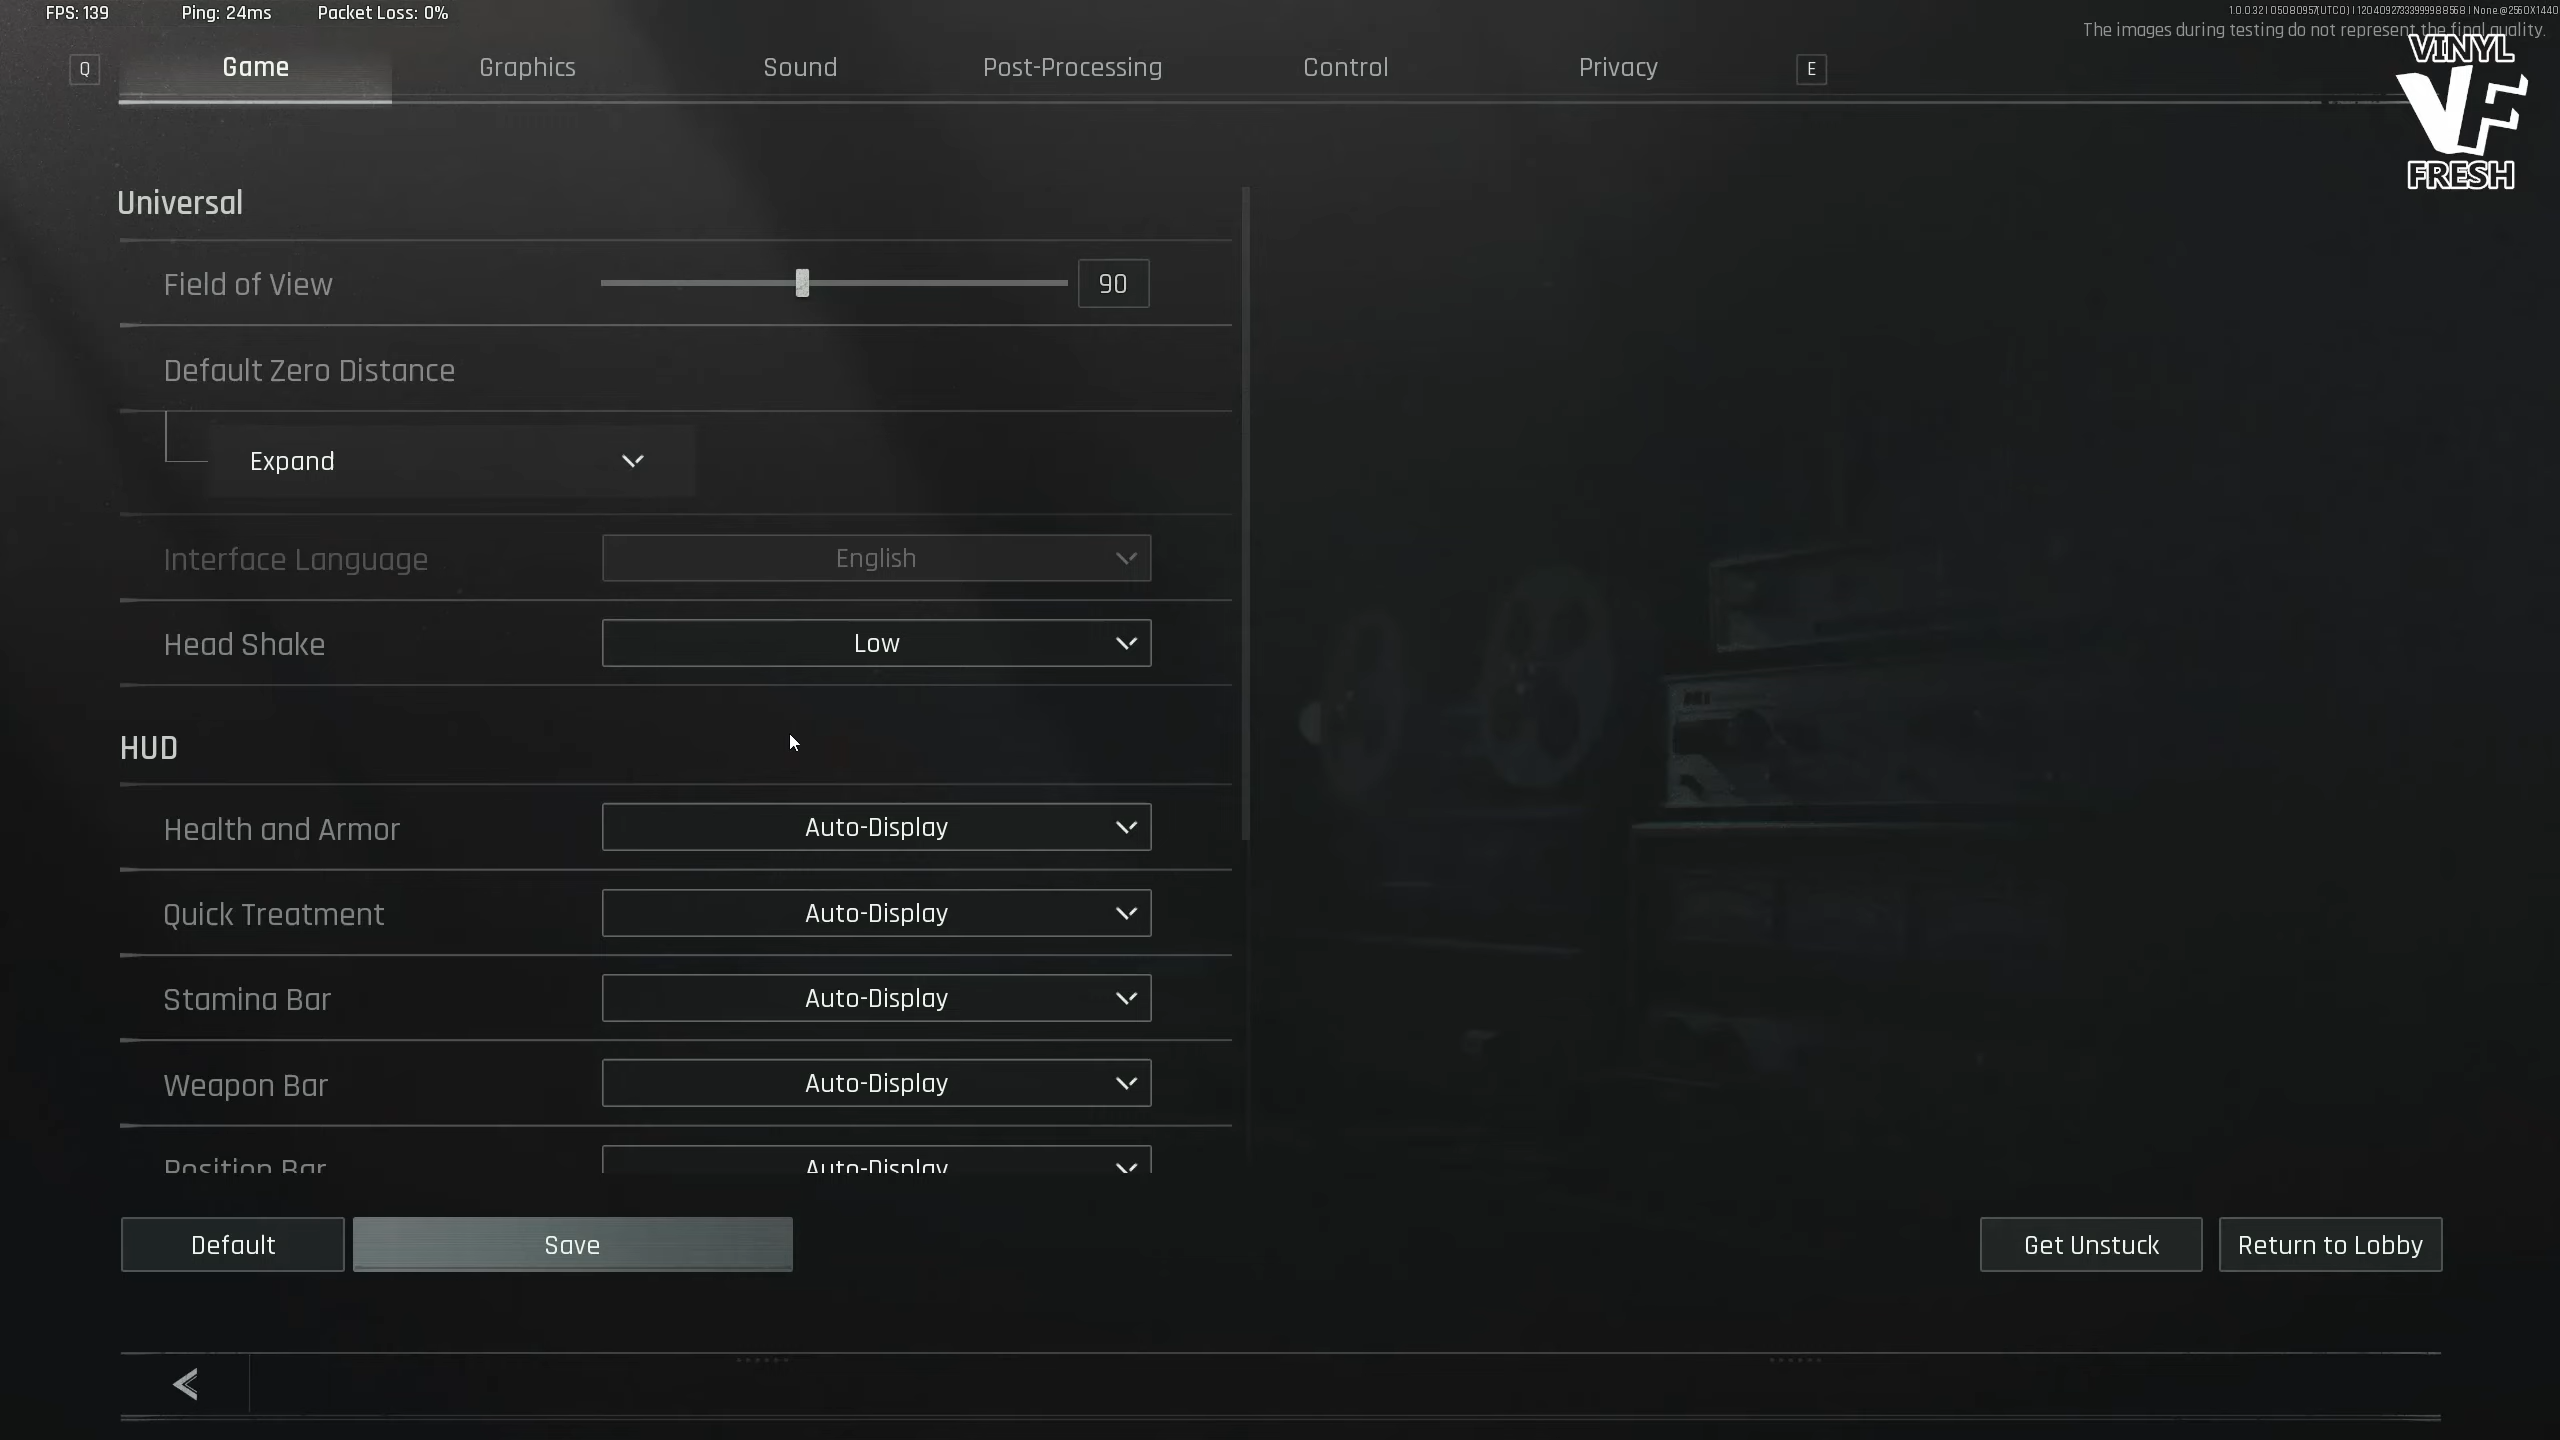 FPS: 139 Ping: 24ms Packet Loss: 0%
The images during testing do not represent the final quality.
VINYL
VF
FRESH
Q Game Graphics Sound Post-Processing Control Privacy E
Universal
Field of View 90
Default Zero Distance
Expand
Interface Language English
Head Shake Low
HUD
Health and Armor Auto-Display
Quick Treatment Auto-Display
Stamina Bar Auto-Display
Weapon Bar Auto-Display
Position Bar Auto-Display
Default Save Get Unstuck Return to Lobby